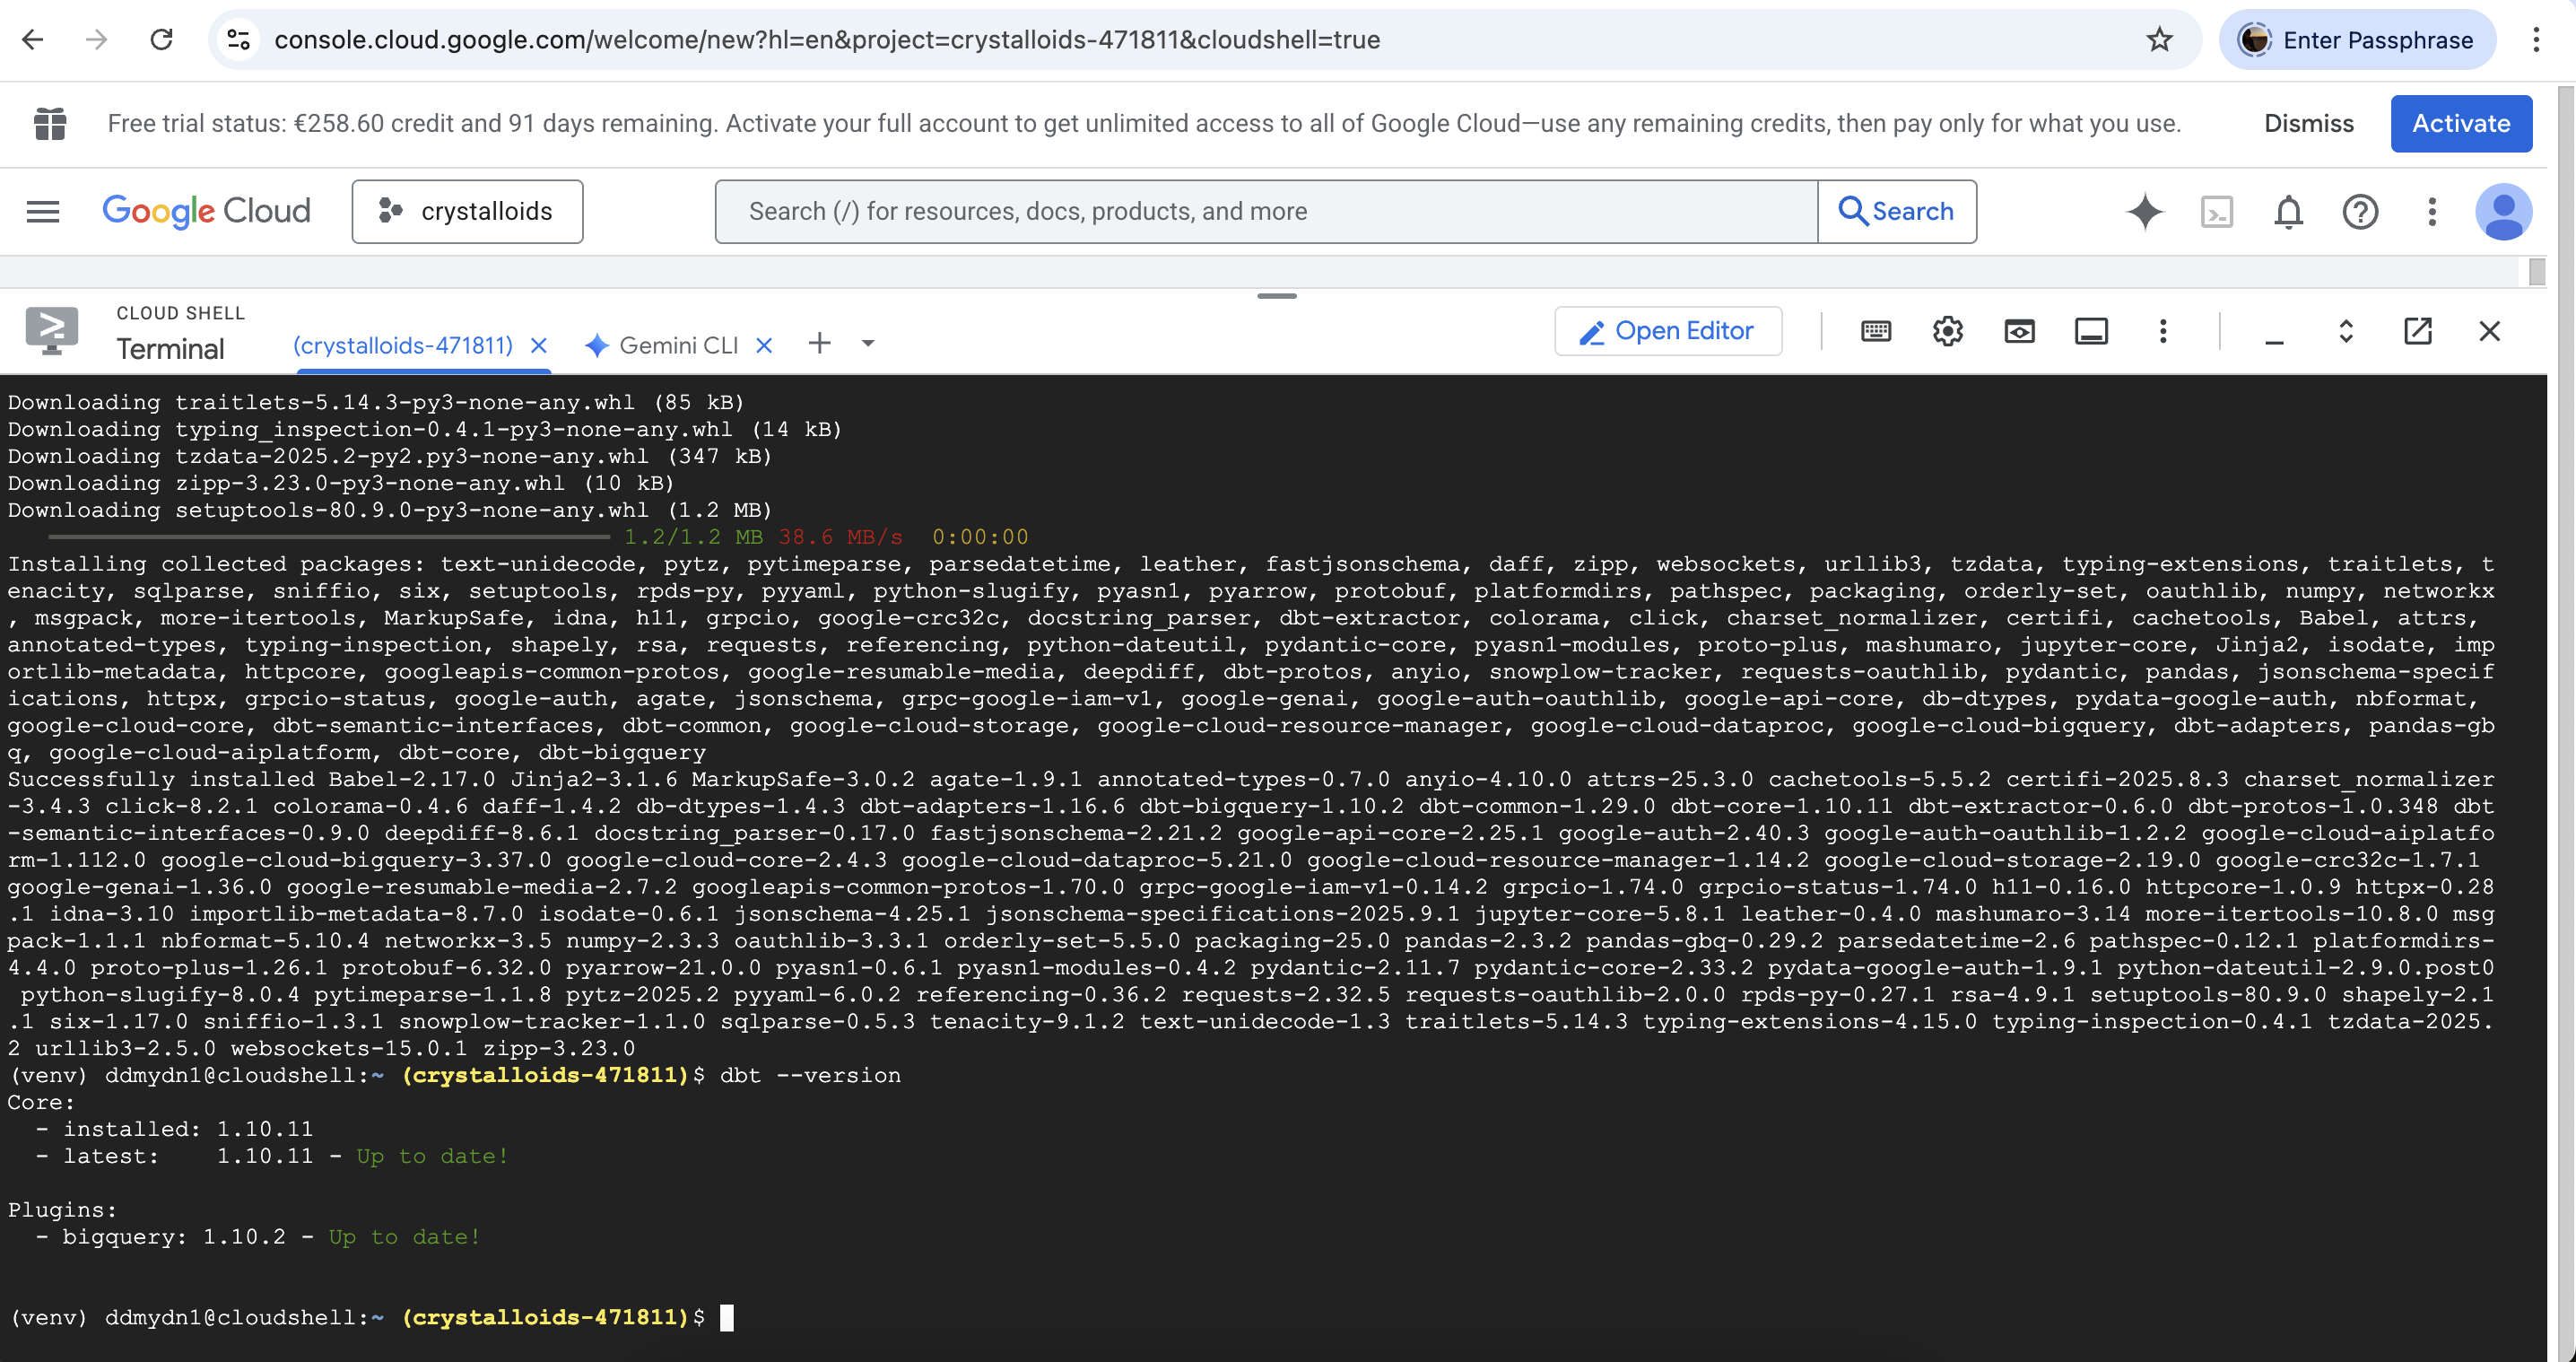 console.cloud.google.com/welcome/new?hl=en&project=crystalloids-471811&cloudshell=true
Enter Passphrase
Free trial status: €258.60 credit and 91 days remaining. Activate your full account to get unlimited access to all of Google Cloud—use any remaining credits, then pay only for what you use.
Dismiss
Activate
Google Cloud
crystalloids
Search (/) for resources, docs, products, and more
Search
CLOUD SHELL
Terminal
(crystalloids-471811)
Gemini CLI
Open Editor
Downloading traitlets-5.14.3-py3-none-any.whl (85 kB)
Downloading typing_inspection-0.4.1-py3-none-any.whl (14 kB)
Downloading tzdata-2025.2-py2.py3-none-any.whl (347 kB)
Downloading zipp-3.23.0-py3-none-any.whl (10 kB)
Downloading setuptools-80.9.0-py3-none-any.whl (1.2 MB)
1.2/1.2 MB 38.6 MB/s 0:00:00
Installing collected packages: text-unidecode, pytz, pytimeparse, parsedatetime, leather, fastjsonschema, daff, zipp, websockets, urllib3, tzdata, typing-extensions, traitlets, t
enacity, sqlparse, sniffio, six, setuptools, rpds-py, pyyaml, python-slugify, pyasn1, pyarrow, protobuf, platformdirs, pathspec, packaging, orderly-set, oauthlib, numpy, networkx
, msgpack, more-itertools, MarkupSafe, idna, h11, grpcio, google-crc32c, docstring_parser, dbt-extractor, colorama, click, charset_normalizer, certifi, cachetools, Babel, attrs,
annotated-types, typing-inspection, shapely, rsa, requests, referencing, python-dateutil, pydantic-core, pyasn1-modules, proto-plus, mashumaro, jupyter-core, Jinja2, isodate, imp
ortlib-metadata, httpcore, googleapis-common-protos, google-resumable-media, deepdiff, dbt-protos, anyio, snowplow-tracker, requests-oauthlib, pydantic, pandas, jsonschema-specif
ications, httpx, grpcio-status, google-auth, agate, jsonschema, grpc-google-iam-v1, google-genai, google-auth-oauthlib, google-api-core, db-dtypes, pydata-google-auth, nbformat,
google-cloud-core, dbt-semantic-interfaces, dbt-common, google-cloud-storage, google-cloud-resource-manager, google-cloud-dataproc, google-cloud-bigquery, dbt-adapters, pandas-gb
q, google-cloud-aiplatform, dbt-core, dbt-bigquery
Successfully installed Babel-2.17.0 Jinja2-3.1.6 MarkupSafe-3.0.2 agate-1.9.1 annotated-types-0.7.0 anyio-4.10.0 attrs-25.3.0 cachetools-5.5.2 certifi-2025.8.3 charset_normalizer
-3.4.3 click-8.2.1 colorama-0.4.6 daff-1.4.2 db-dtypes-1.4.3 dbt-adapters-1.16.6 dbt-bigquery-1.10.2 dbt-common-1.29.0 dbt-core-1.10.11 dbt-extractor-0.6.0 dbt-protos-1.0.348 dbt
-semantic-interfaces-0.9.0 deepdiff-8.6.1 docstring_parser-0.17.0 fastjsonschema-2.21.2 google-api-core-2.25.1 google-auth-2.40.3 google-auth-oauthlib-1.2.2 google-cloud-aiplatfo
rm-1.112.0 google-cloud-bigquery-3.37.0 google-cloud-core-2.4.3 google-cloud-dataproc-5.21.0 google-cloud-resource-manager-1.14.2 google-cloud-storage-2.19.0 google-crc32c-1.7.1
google-genai-1.36.0 google-resumable-media-2.7.2 googleapis-common-protos-1.70.0 grpc-google-iam-v1-0.14.2 grpcio-1.74.0 grpcio-status-1.74.0 h11-0.16.0 httpcore-1.0.9 httpx-0.28
.1 idna-3.10 importlib-metadata-8.7.0 isodate-0.6.1 jsonschema-4.25.1 jsonschema-specifications-2025.9.1 jupyter-core-5.8.1 leather-0.4.0 mashumaro-3.14 more-itertools-10.8.0 msg
pack-1.1.1 nbformat-5.10.4 networkx-3.5 numpy-2.3.3 oauthlib-3.3.1 orderly-set-5.5.0 packaging-25.0 pandas-2.3.2 pandas-gbq-0.29.2 parsedatetime-2.6 pathspec-0.12.1 platformdirs-
4.4.0 proto-plus-1.26.1 protobuf-6.32.0 pyarrow-21.0.0 pyasn1-0.6.1 pyasn1-modules-0.4.2 pydantic-2.11.7 pydantic-core-2.33.2 pydata-google-auth-1.9.1 python-dateutil-2.9.0.post0
python-slugify-8.0.4 pytimeparse-1.1.8 pytz-2025.2 pyyaml-6.0.2 referencing-0.36.2 requests-2.32.5 requests-oauthlib-2.0.0 rpds-py-0.27.1 rsa-4.9.1 setuptools-80.9.0 shapely-2.1
.1 six-1.17.0 sniffio-1.3.1 snowplow-tracker-1.1.0 sqlparse-0.5.3 tenacity-9.1.2 text-unidecode-1.3 traitlets-5.14.3 typing-extensions-4.15.0 typing-inspection-0.4.1 tzdata-2025.
2 urllib3-2.5.0 websockets-15.0.1 zipp-3.23.0
(venv) ddmydn1@cloudshell:~ (crystalloids-471811)$ dbt --version
Core:
- installed: 1.10.11
- latest: 1.10.11 - Up to date!
Plugins:
- bigquery: 1.10.2 - Up to date!
(venv) ddmydn1@cloudshell:~ (crystalloids-471811)$